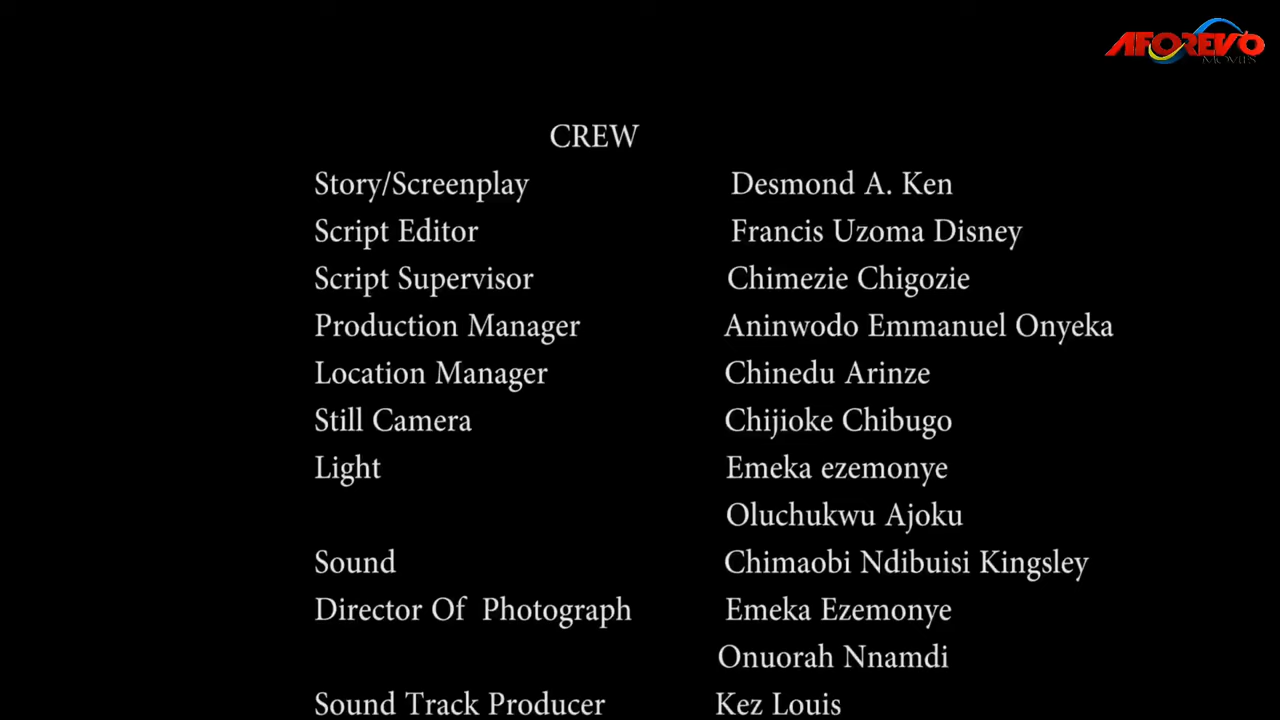 AFOREVO
MOVIES
CREW
Story/Screenplay Desmond A. Ken
Script Editor Francis Uzoma Disney
Script Supervisor Chimezie Chigozie
Production Manager Aninwodo Emmanuel Onyeka
Location Manager Chinedu Arinze
Still Camera Chijioke Chibugo
Light Emeka ezemonye
Oluchukwu Ajoku
Sound Chimaobi Ndibuisi Kingsley
Director Of Photograph Emeka Ezemonye
Onuorah Nnamdi
Sound Track Producer Kez Louis